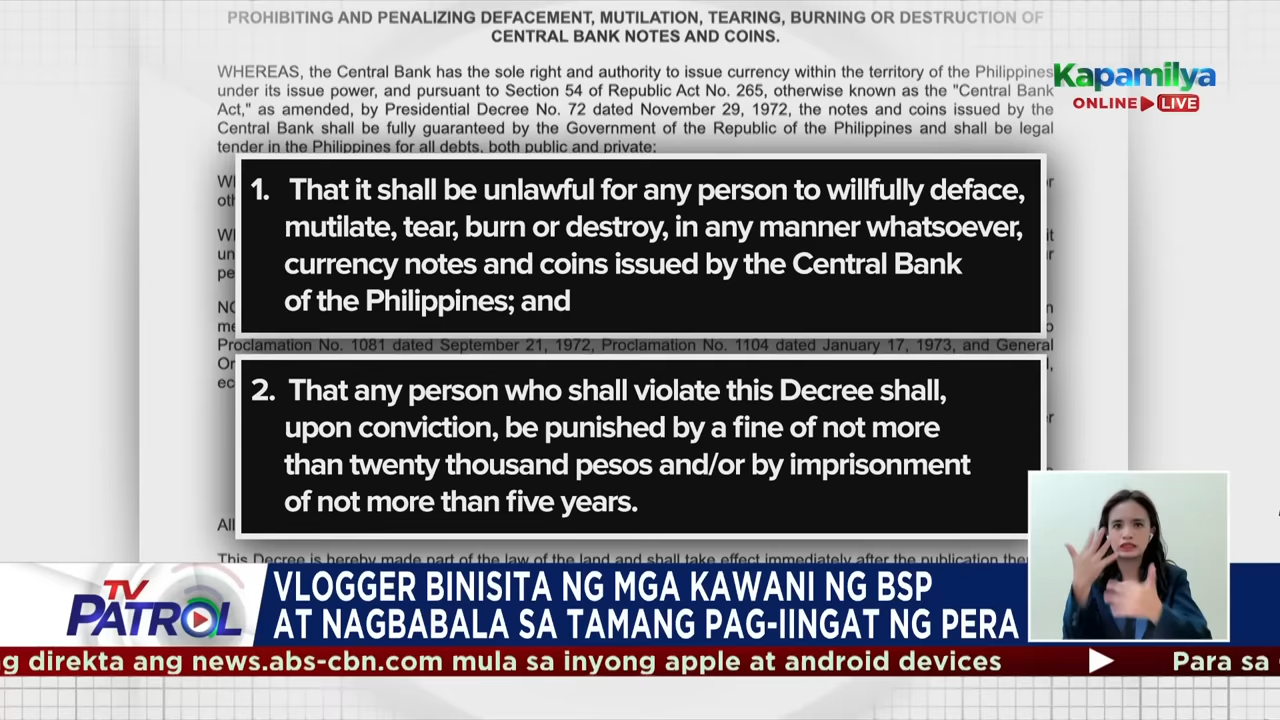 PROHIBITING AND PENALIZING DEFACEMENT, MUTILATION, TEARING, BURNING OR DESTRUCTION OF
CENTRAL BANK NOTES AND COINS.
WHEREAS, the Central Bank has the sole right and authority to issue currency within the territory of the Philippines
under its issue power, and pursuant to Section 54 of Republic Act No. 265, otherwise known as the "Central Bank
Act," as amended, by Presidential Decree No. 72 dated November 29, 1972, the notes and coins issued by the
Central Bank shall be fully guaranteed by the Government of the Republic of the Philippines and shall be legal
tender in the Philippines for all debts, both public and private;
Kapamilya
ONLINE LIVE
1. That it shall be unlawful for any person to willfully deface,
mutilate, tear, burn or destroy, in any manner whatsoever,
currency notes and coins issued by the Central Bank
of the Philippines; and
Proclamation No. 1081 dated September 21, 1972, Proclamation No. 1104 dated January 17, 1973, and General
2. That any person who shall violate this Decree shall,
upon conviction, be punished by a fine of not more
than twenty thousand pesos and/or by imprisonment
of not more than five years.
This Decree is hereby made part of the law of the land and shall take effect immediately after the publication
TV
PATROL
VLOGGER BINISITA NG MGA KAWANI NG BSP
AT NAGBABALA SA TAMANG PAG-IINGAT NG PERA
ng direkta ang news.abs-cbn.com mula sa inyong apple at android devices
Para sa